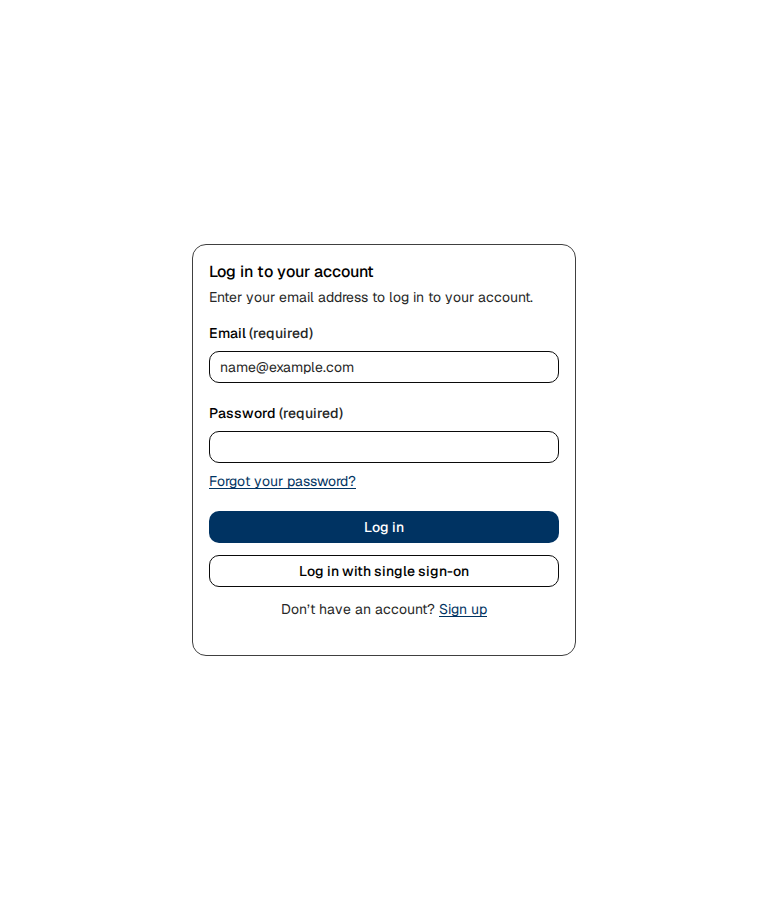 Log in to your account
Enter your email address to log in to your account.
Email (required)
name@example.com
Password (required)
Forgot your password?
Log in
Log in with single sign-on
Don't have an account? Sign up